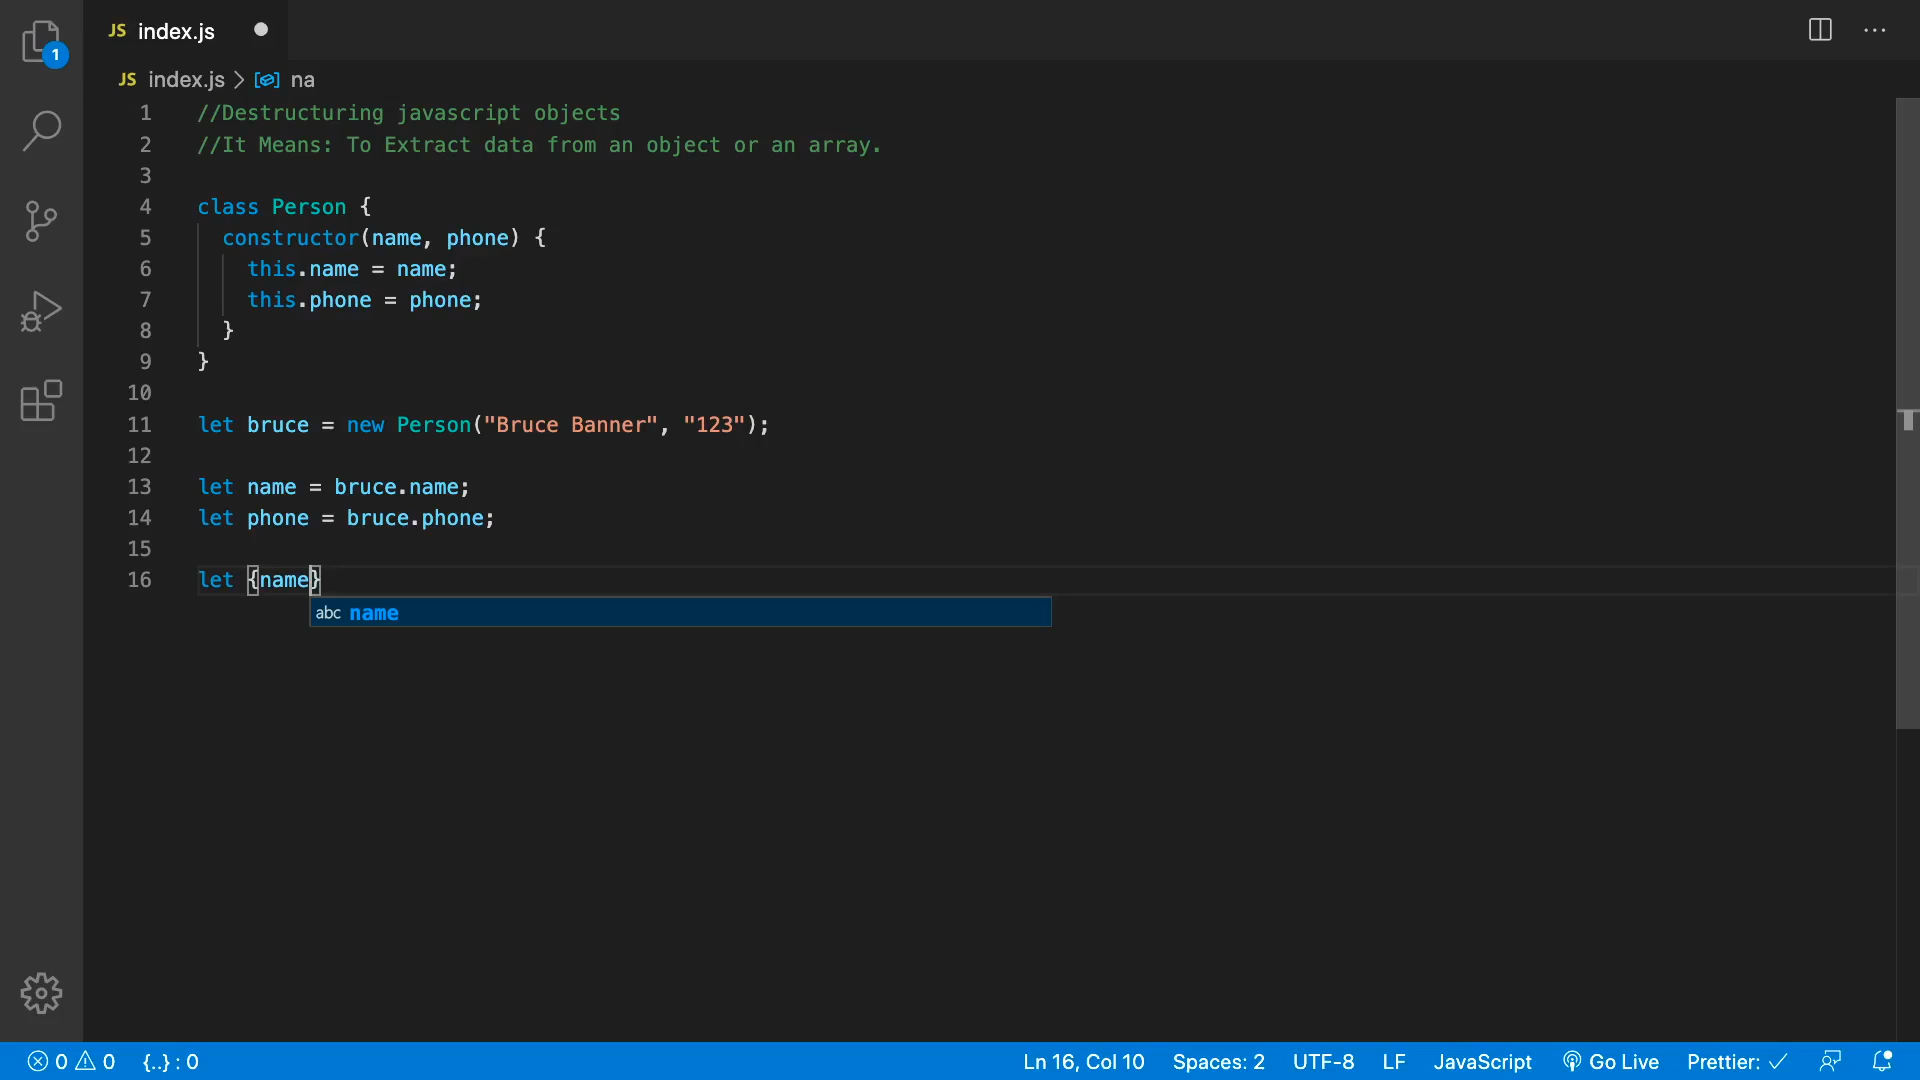 JS index.js
1
JS index.js > na
1 //Destructuring javascript objects
2 //It Means: To Extract data from an object or an array.
3
4 class Person {
5 constructor(name, phone) {
6 this.name = name;
7 this.phone = phone;
8 }
9 }
10
11 let bruce = new Person("Bruce Banner", "123");
12
13 let name = bruce.name;
14 let phone = bruce.phone;
15
16 let {name}
abc name
0 0 {..} : 0 Ln 16, Col 10 Spaces: 2 UTF-8 LF JavaScript Go Live Prettier: ✓